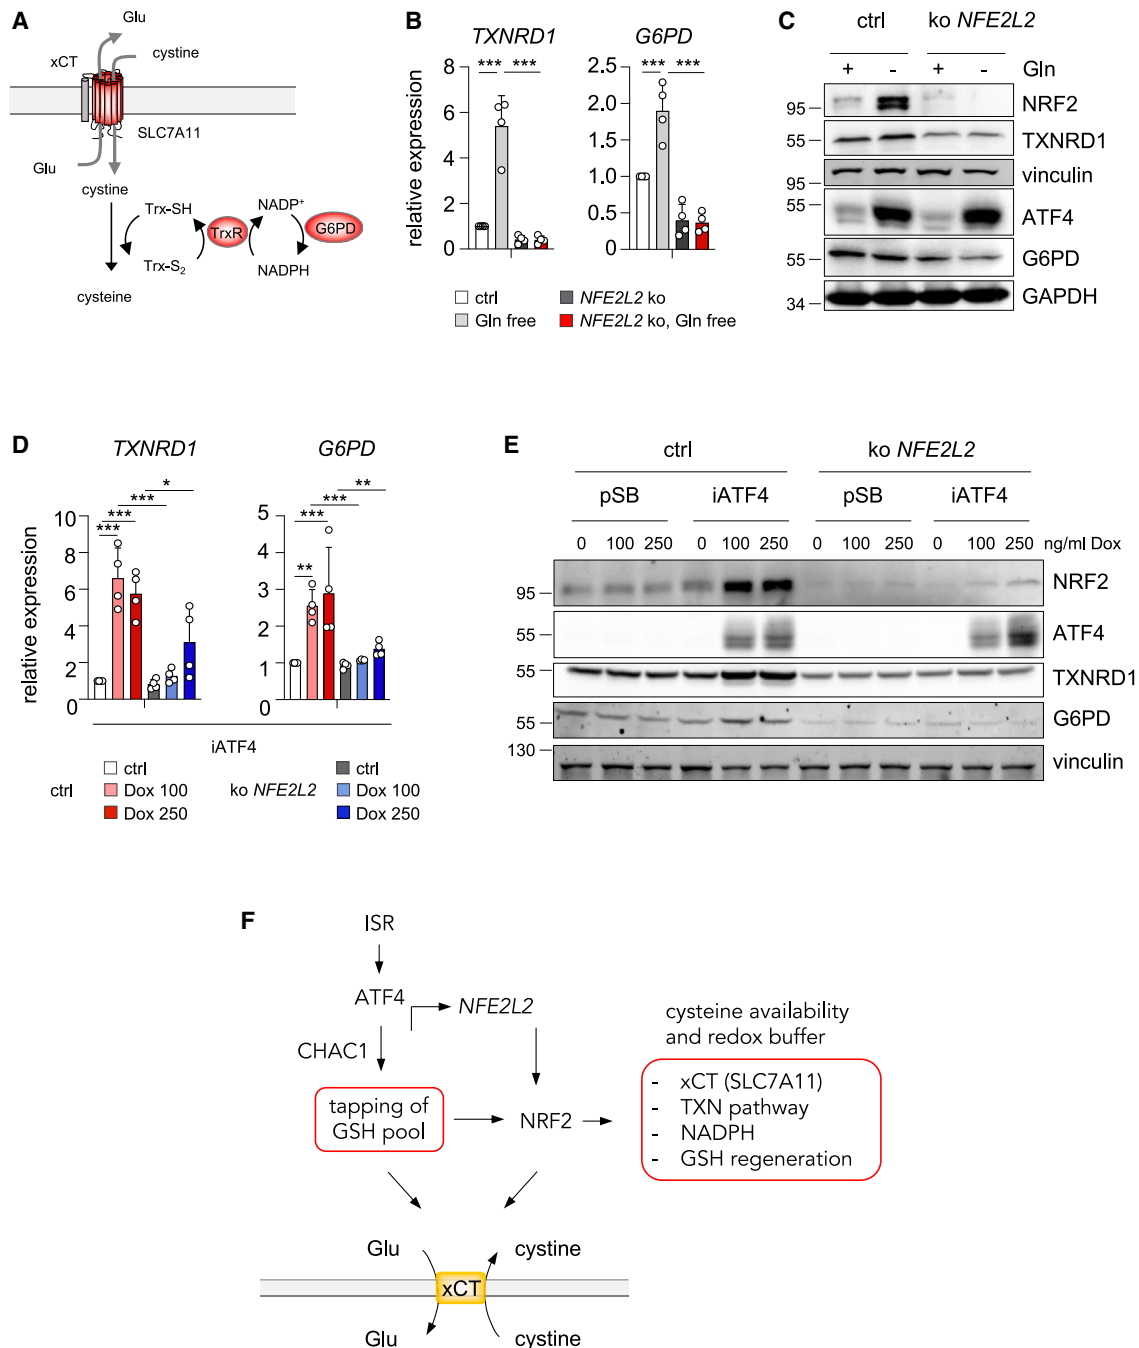 A
Glu
cystine
xCT
SLC7A11
Glu
cystine
Trx-SH
NADP+
TrxR
G6PD
Trx-S2
NADPH
cysteine
B
TXNRD1
G6PD
relative expression
***
***
***
***
8
6
4
2
0
2.5
2.0
1.5
1.0
0.5
0.0
ctrl
NFE2L2 ko
Gln free
NFE2L2 ko, Gln free
C
ctrl
ko NFE2L2
+ - + - Gln
95
NRF2
55
TXNRD1
95
vinculin
55
ATF4
55
G6PD
34
GAPDH
D
TXNRD1
G6PD
relative expression
*
***
***
***
**
***
***
**
10
8
6
4
2
0
5
4
3
2
1
0
iATF4
ctrl
ctrl
Dox 100
ko NFE2L2
Dox 100
ctrl
Dox 250
Dox 250
E
ctrl
ko NFE2L2
pSB
iATF4
pSB
iATF4
0 100 250 0 100 250 0 100 250 0 100 250 ng/ml Dox
95
NRF2
55
ATF4
55
TXNRD1
55
G6PD
130
vinculin
F
ISR
ATF4
NFE2L2
CHAC1
tapping of
GSH pool
NRF2
cysteine availability
and redox buffer
- xCT (SLC7A11)
- TXN pathway
- NADPH
- GSH regeneration
Glu
cystine
xCT
Glu
cystine